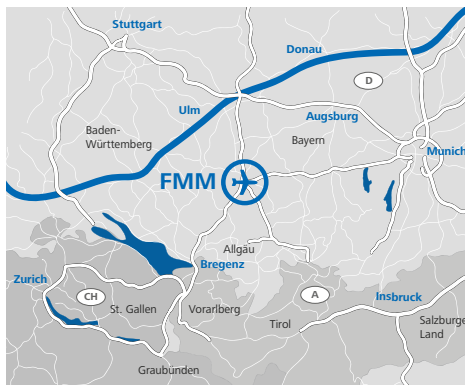 Stuttgart
Donau
D
Ulm
Augsburg
Baden-
Württemberg
Bayern
Munich
FMM
Allgäu
Zurich
Bregenz
CH
A
Insbruck
St. Gallen
Vorarlberg
Tirol
Salzburger
Land
Graubünden